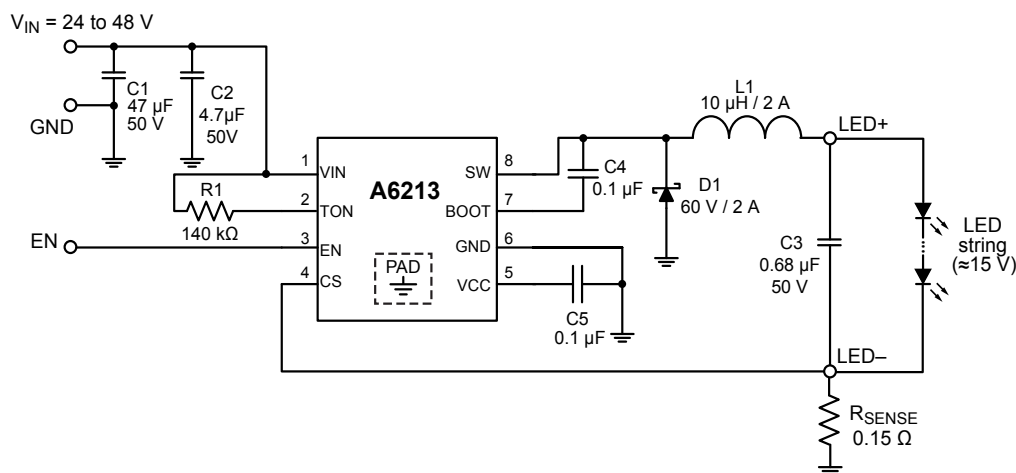 VIN = 24 to 48 V
GND
C1
47 µF
50 V
C2
4.7µF
50V
R1
140 kΩ
EN
1
VIN
2
TON
3
EN
4
CS
A6213
PAD
8
SW
7
BOOT
6
GND
5
VCC
C4
0.1 µF
C5
0.1 µF
D1
60 V / 2 A
L1
10 µH / 2 A
LED+
C3
0.68 µF
50 V
LED
string
(≈15 V)
LED–
RSENSE
0.15 Ω